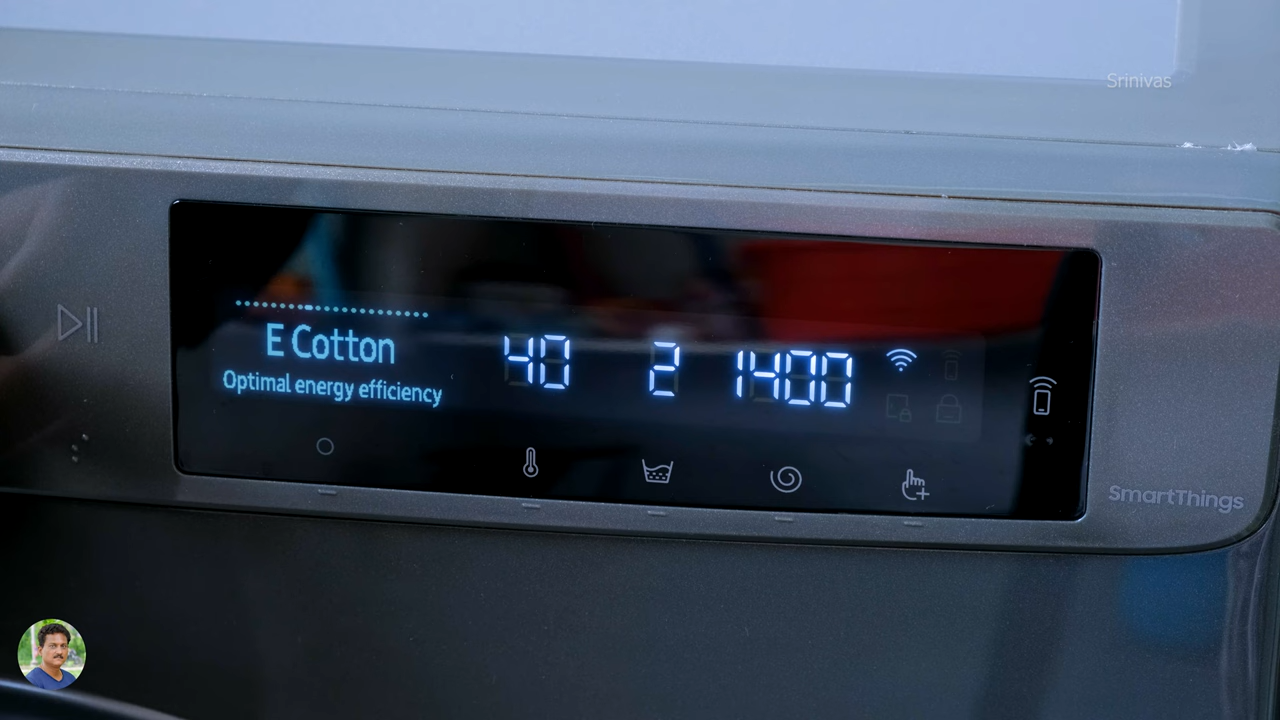 Srinivas
E Cotton
Optimal energy efficiency
40
2
1400
SmartThings